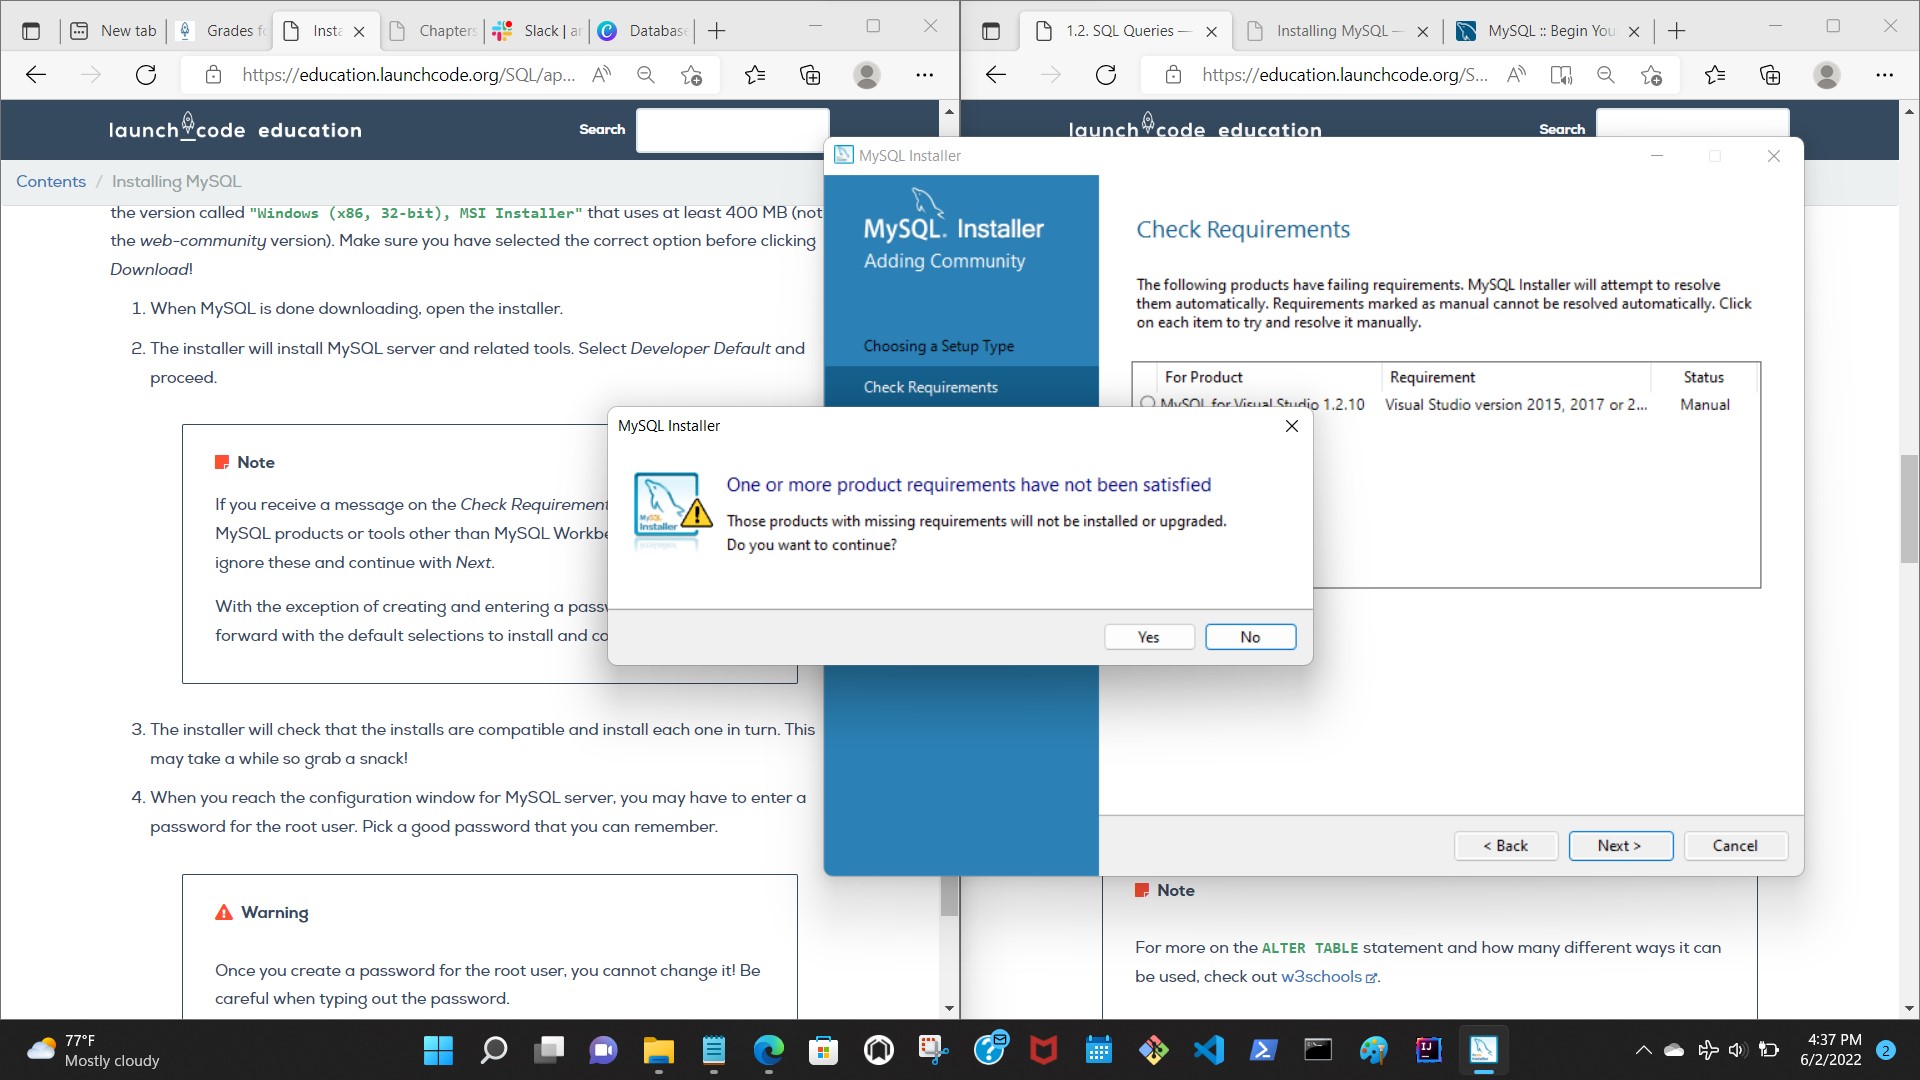 New tab
Grades fo
Insta
Chapters
Slack | ar
Databas
https://education.launchcode.org/SQL/ap...
launch_code education
Search
Contents / Installing MySQL
the version called "Windows (x86, 32-bit), MSI Installer" that uses at least 400 MB (not
the web-community version). Make sure you have selected the correct option before clicking
Download!
1. When MySQL is done downloading, open the installer.
2. The installer will install MySQL server and related tools. Select Developer Default and
proceed.
Note
If you receive a message on the Check Requirement
MySQL products or tools other than MySQL Workbe
ignore these and continue with Next.
With the exception of creating and entering a pass
forward with the default selections to install and co
3. The installer will check that the installs are compatible and install each one in turn. This
may take a while so grab a snack!
4. When you reach the configuration window for MySQL server, you may have to enter a
password for the root user. Pick a good password that you can remember.
Warning
Once you create a password for the root user, you cannot change it! Be
careful when typing out the password.
1.2. SQL Queries —
Installing MySQL —
MySQL :: Begin You
https://education.launchcode.org/S...
launch code education
Search
MySQL Installer
MySQL. Installer
Adding Community
Choosing a Setup Type
Check Requirements
Check Requirements
The following products have failing requirements. MySQL Installer will attempt to resolve
them automatically. Requirements marked as manual cannot be resolved automatically. Click
on each item to try and resolve it manually.
For Product Requirement Status
MySQL for Visual Studio 1.2.10 Visual Studio version 2015, 2017 or 2... Manual
MySQL Installer
One or more product requirements have not been satisfied
Those products with missing requirements will not be installed or upgraded.
Do you want to continue?
Yes
No
< Back
Next >
Cancel
Note
For more on the ALTER TABLE statement and how many different ways it can
be used, check out w3schools.
77°F
Mostly cloudy
4:37 PM
6/2/2022
2